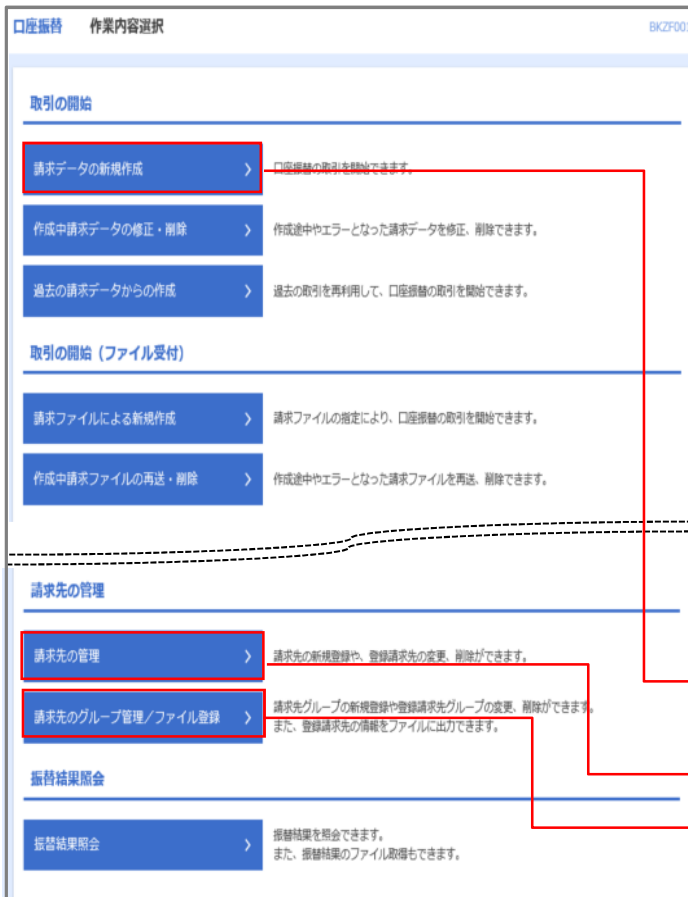 口座振替 作業内容選択 BKZF001
取引の開始
請求データの新規作成
口座振替の取引を開始できます。
作成中請求データの修正・削除
作成途中やエラーとなった請求データを修正、削除できます。
過去の請求データからの作成
過去の取引を再利用して、口座振替の取引を開始できます。
取引の開始（ファイル受付）
請求ファイルによる新規作成
請求ファイルの指定により、口座振替の取引を開始できます。
作成中請求ファイルの再送・削除
作成途中やエラーとなった請求ファイルを再送、削除できます。
請求先の管理
請求先の管理
請求先の新規登録や、登録請求先の変更、削除ができます。
請求先のグループ管理／ファイル登録
請求先グループの新規登録や登録請求先グループの変更、削除ができます。
また、登録請求先の情報をファイルに出力できます。
振替結果照会
振替結果照会
振替結果を照会できます。
また、振替結果のファイル取得もできます。